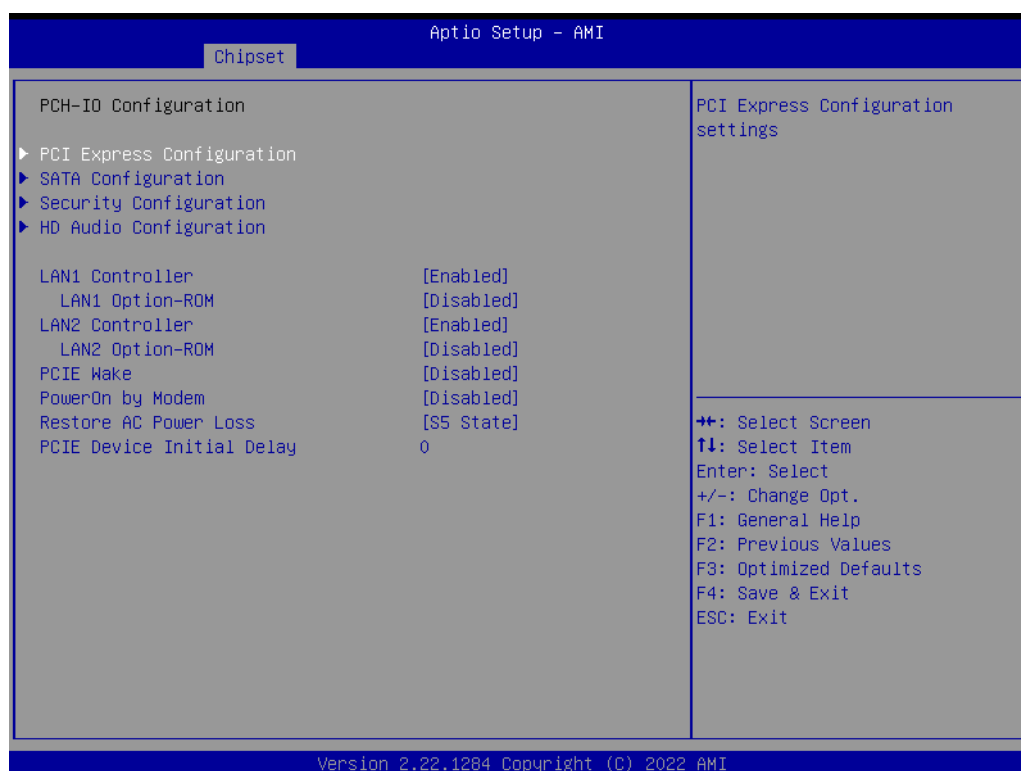 Aptio Setup – AMI
Chipset
PCH-IO Configuration
PCI Express Configuration
SATA Configuration
Security Configuration
HD Audio Configuration
LAN1 Controller [Enabled]
LAN1 Option-ROM [Disabled]
LAN2 Controller [Enabled]
LAN2 Option-ROM [Disabled]
PCIE Wake [Disabled]
PowerOn by Modem [Disabled]
Restore AC Power Loss [S5 State]
PCIE Device Initial Delay 0
PCI Express Configuration
settings
→←: Select Screen
↑↓: Select Item
Enter: Select
+/-: Change Opt.
F1: General Help
F2: Previous Values
F3: Optimized Defaults
F4: Save & Exit
ESC: Exit
Version 2.22.1284 Copyright (C) 2022 AMI